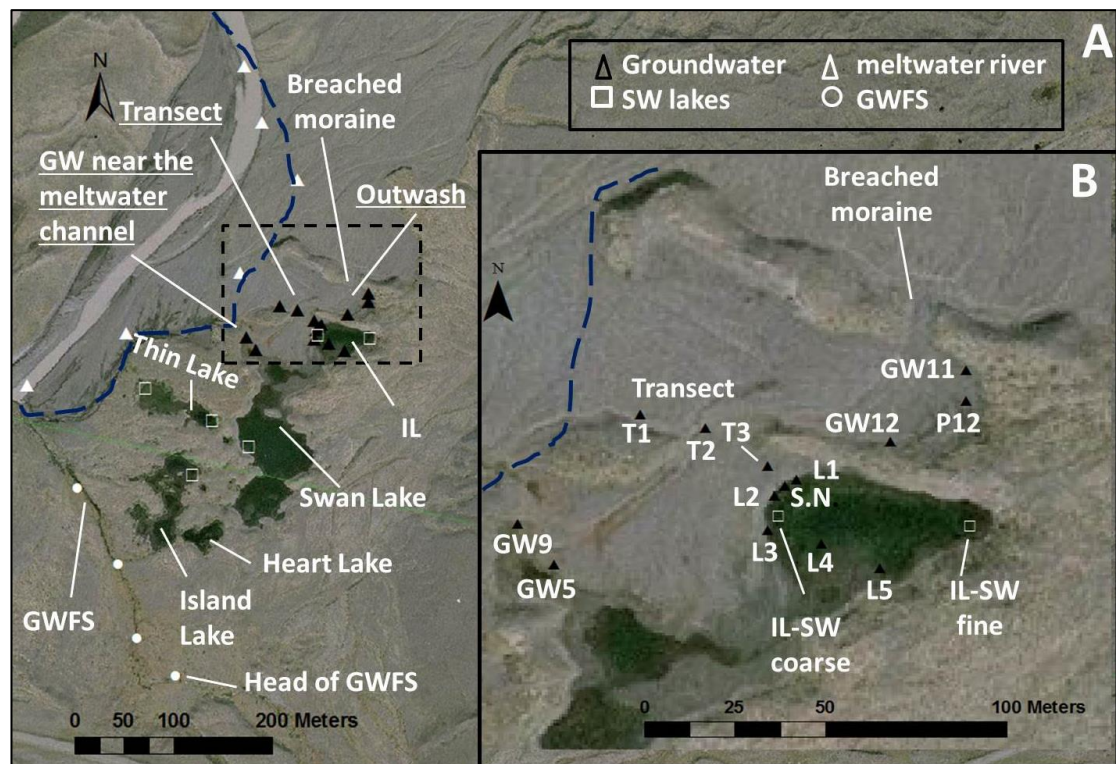 A
Groundwater
meltwater river
SW lakes
GWFS
N
Breached
moraine
Transect
GW near the
meltwater
channel
Outwash
Thin Lake
IL
Swan Lake
Heart Lake
Island
Lake
GWFS
Head of GWFS
0 50 100 200 Meters
B
Breached
moraine
N
GW11
Transect
P12
GW12
T1
T2
T3
L1
L2
S.N
GW9
L3
L4
GW5
L5
IL-SW
fine
IL-SW
coarse
0 25 50 100 Meters